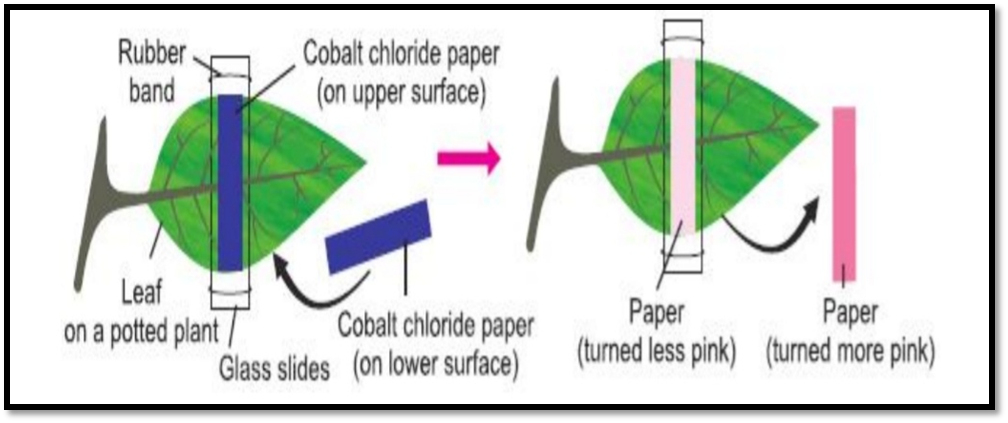 Rubber
band
Cobalt chloride paper
(on upper surface)
Leaf
on a potted plant
Glass slides
Cobalt chloride paper
(on lower surface)
Paper
(turned less pink)
Paper
(turned more pink)